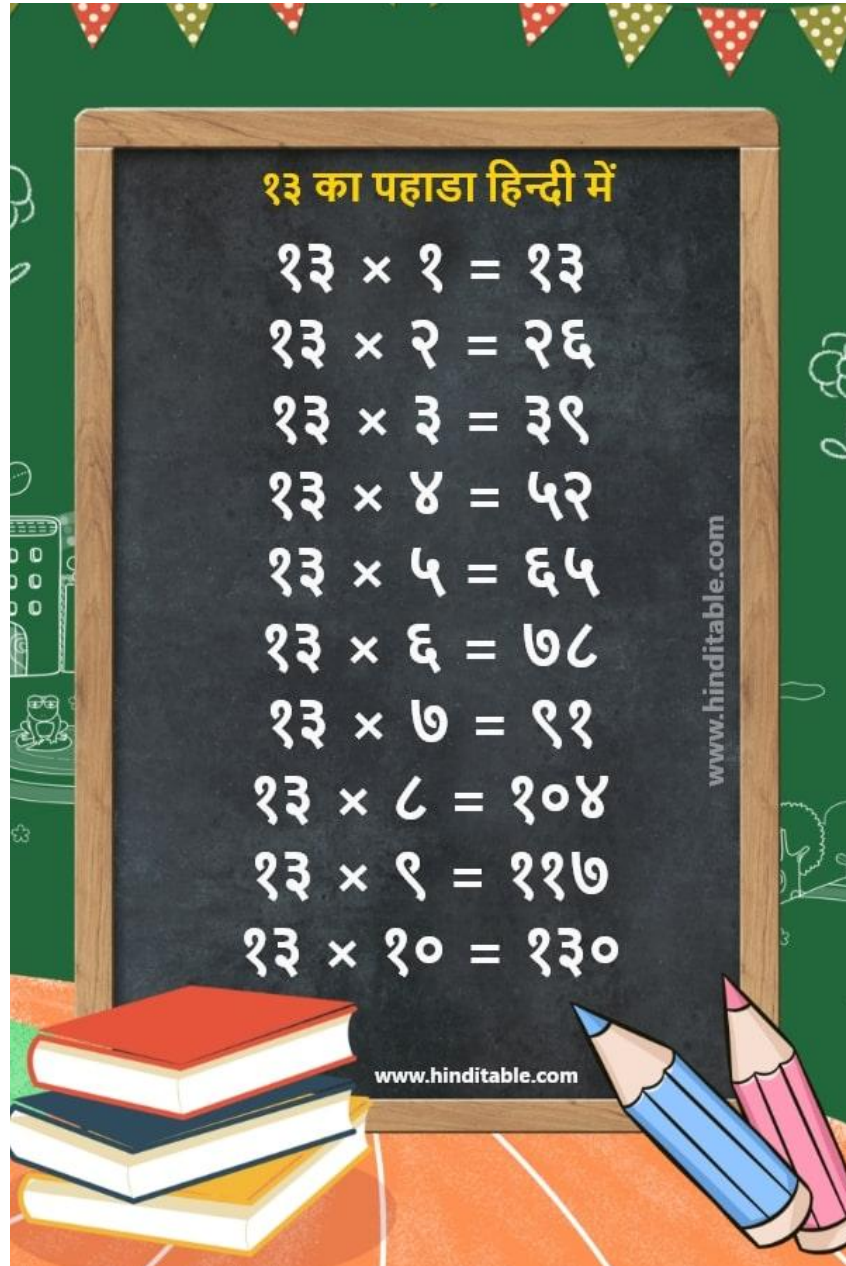 १३ का पहाडा हिन्दी में
१३ × १ = १३
१३ × २ = २६
१३ × ३ = ३९
१३ × ४ = ५२
१३ × ५ = ६५
१३ × ६ = ७८
१३ × ७ = ९१
१३ × ८ = १०४
१३ × ९ = ११७
१३ × १० = १३०
www.hinditable.com
www.hinditable.com